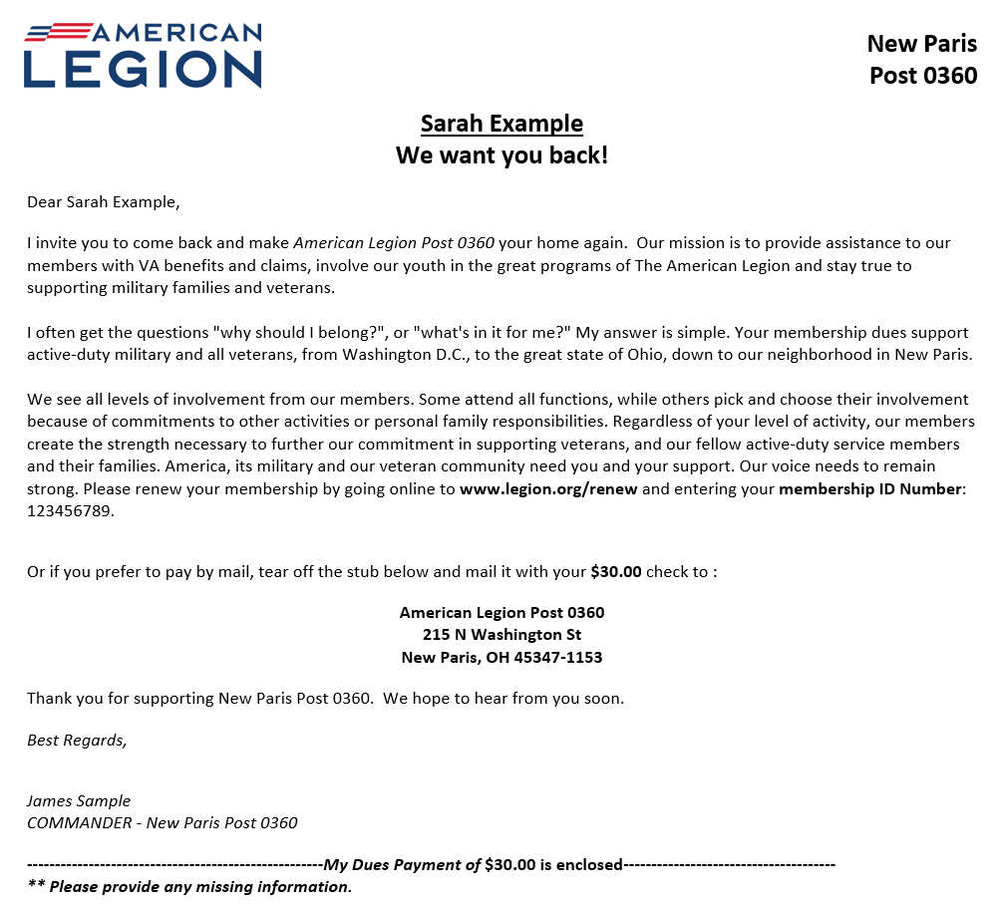 AMERICAN
LEGION
New Paris
Post 0360
Sarah Example
We want you back!
Dear Sarah Example,
I invite you to come back and make American Legion Post 0360 your home again.  Our mission is to provide assistance to our
members with VA benefits and claims, involve our youth in the great programs of The American Legion and stay true to
supporting military families and veterans.
I often get the questions "why should I belong?", or "what's in it for me?" My answer is simple. Your membership dues support
active-duty military and all veterans, from Washington D.C., to the great state of Ohio, down to our neighborhood in New Paris.
We see all levels of involvement from our members. Some attend all functions, while others pick and choose their involvement
because of commitments to other activities or personal family responsibilities. Regardless of your level of activity, our members
create the strength necessary to further our commitment in supporting veterans, and our fellow active-duty service members
and their families. America, its military and our veteran community need you and your support. Our voice needs to remain
strong. Please renew your membership by going online to www.legion.org/renew and entering your membership ID Number:
123456789.
Or if you prefer to pay by mail, tear off the stub below and mail it with your $30.00 check to :
American Legion Post 0360
215 N Washington St
New Paris, OH 45347-1153
Thank you for supporting New Paris Post 0360.  We hope to hear from you soon.
Best Regards,
James Sample
COMMANDER - New Paris Post 0360
-----------------------------------------------------My Dues Payment of $30.00 is enclosed--------------------------------------
** Please provide any missing information.